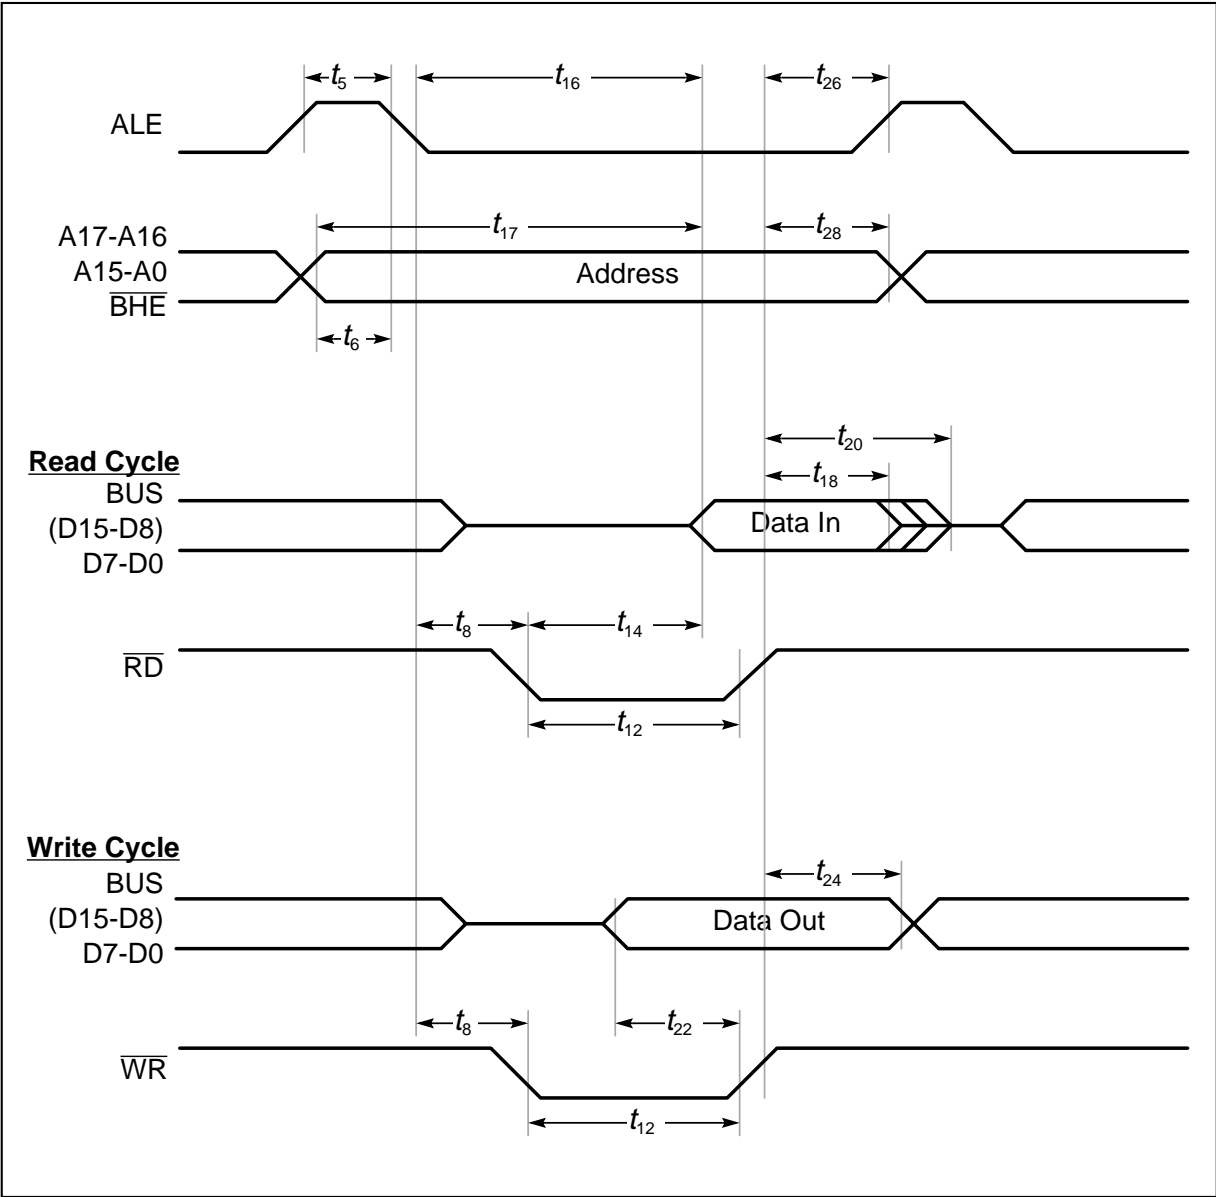 t5
t16
t26
ALE
t17
t28
A17-A16
A15-A0
Address
BHE
t6
t20
Read Cycle
t18
BUS
(D15-D8)
Data In
D7-D0
t8
t14
RD
t12
Write Cycle
t24
BUS
(D15-D8)
Data Out
D7-D0
t8
t22
WR
t12